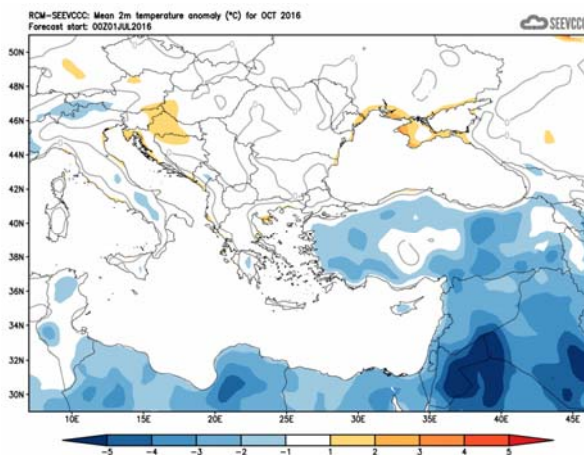 RCM-SEEVCCC: Mean 2m temperature anomaly (°C) for OCT 2016
Forecast start: 00Z01JUL2016
SEEVCCC
50N
48N
46N
44N
42N
40N
38N
36N
34N
32N
30N
10E 15E 20E 25E 30E 35E 40E 45E
-5 -4 -3 -2 -1 1 2 3 4 5